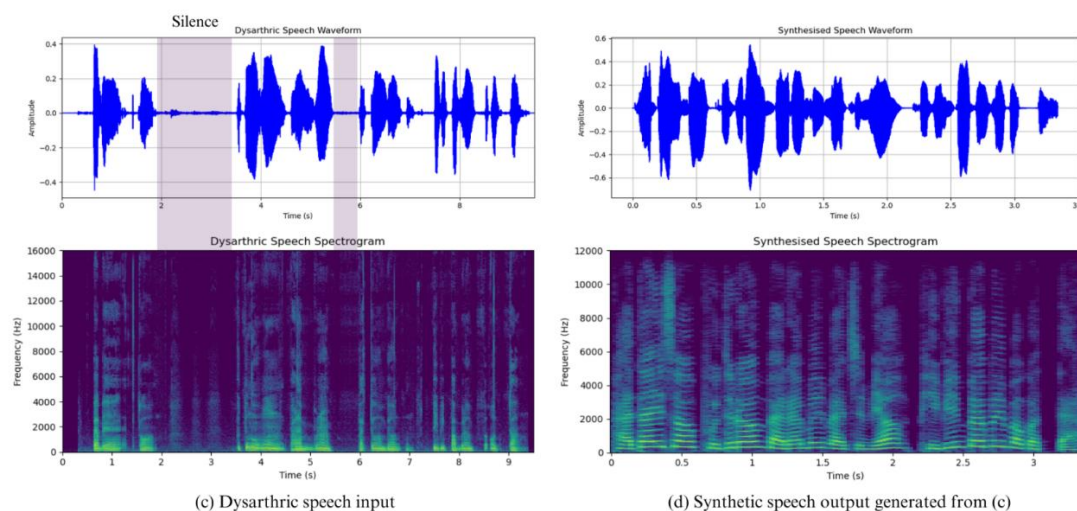 Silence
Dysarthric Speech Waveform
0.4
0.2
0.0
−0.2
−0.4
Amplitude
0 2 4 6 8
Time (s)
Dysarthric Speech Spectrogram
16000
14000
12000
10000
8000
6000
4000
2000
0
Frequency (Hz)
0 1 2 3 4 5 6 7 8 9
Time (s)
(c) Dysarthric speech input
Synthesised Speech Waveform
0.6
0.4
0.2
0.0
−0.2
−0.4
−0.6
Amplitude
0.0 0.5 1.0 1.5 2.0 2.5 3.0
Time (s)
Synthesised Speech Spectrogram
12000
10000
8000
6000
4000
2000
0
Frequency (Hz)
0 0.5 1 1.5 2 2.5 3
Time (s)
(d) Synthetic speech output generated from (c)